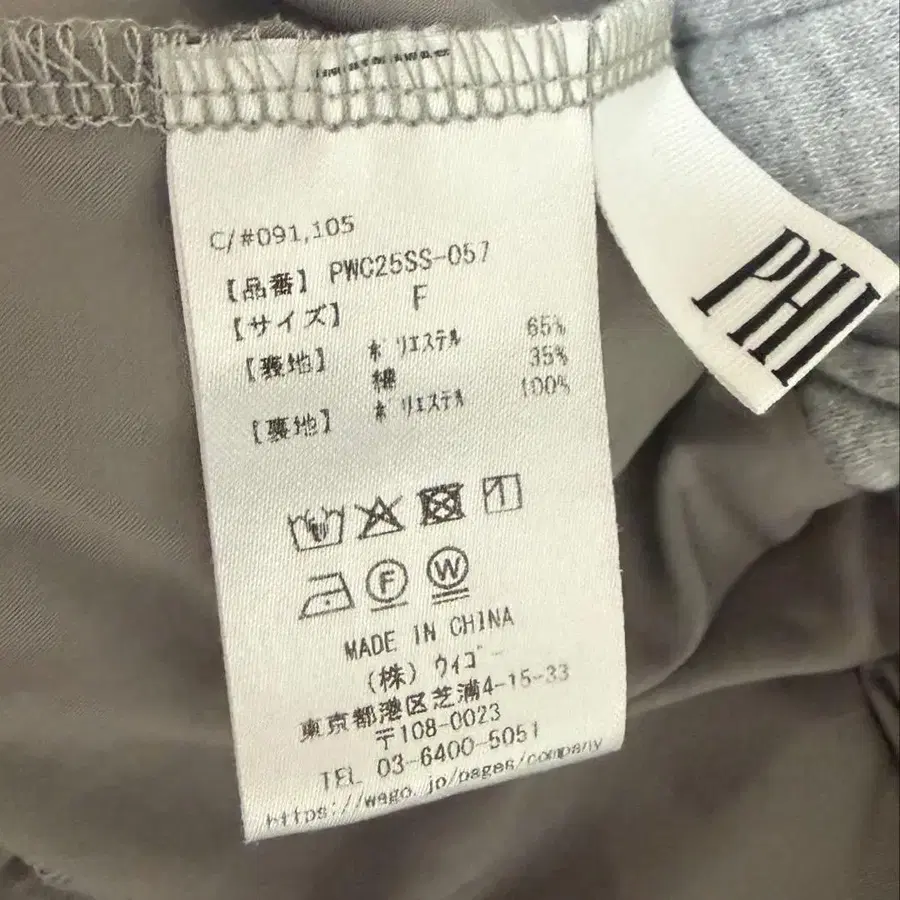 C/#091,105
【品番】 PWC25SS-057
【サイズ】 F
【表地】 ポリエステル 65%
綿 35%
【裏地】 ポリエステル 100%
F W
MADE IN CHINA
(株) ウィゴー
東京都港区芝浦4-15-33
〒108-0023
TEL 03-6400-5051
https://wego.jp/pages/company
PHI